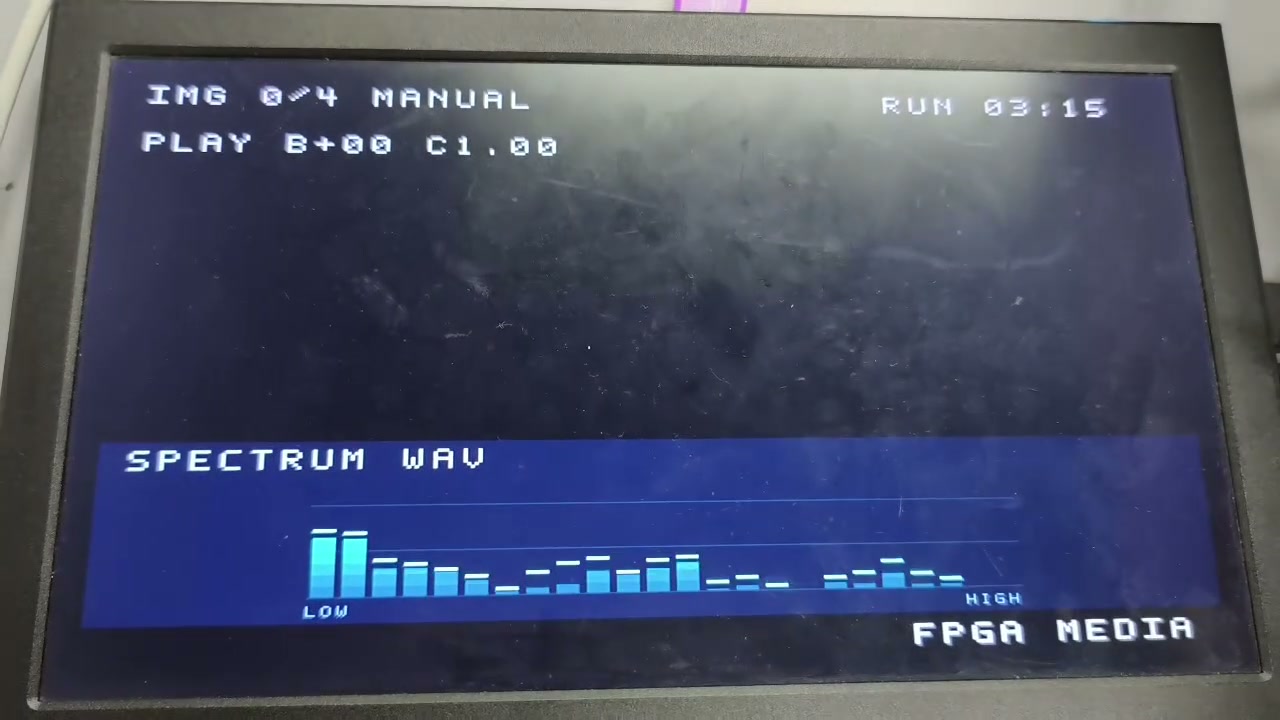 IMG 0/4 MANUAL
RUN 03:15
PLAY B+00 C1.00
SPECTRUM WAV
LOW
HIGH
FPGA MEDIA